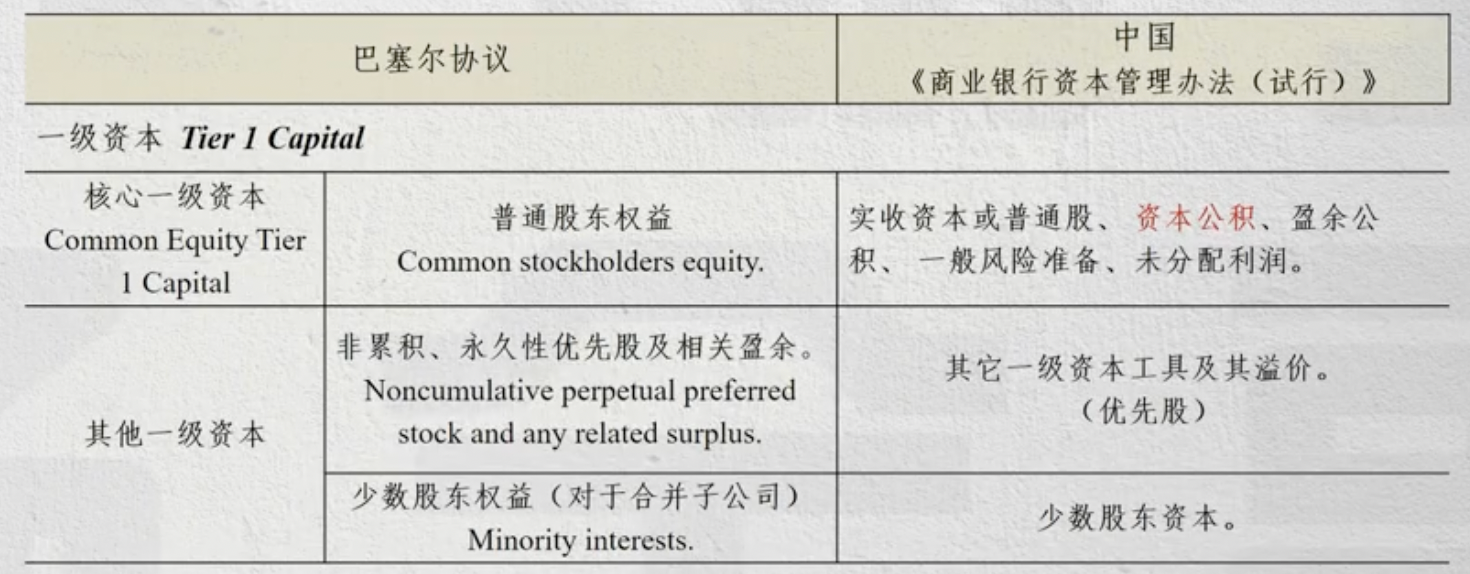 巴塞尔协议
中国
《商业银行资本管理办法（试行）》
一级资本 Tier 1 Capital
核心一级资本
Common Equity Tier
1 Capital
普通股东权益
Common stockholders equity.
实收资本或普通股、资本公积、盈余公
积、一般风险准备、未分配利润。
其他一级资本
非累积、永久性优先股及相关盈余。
Noncumulative perpetual preferred
stock and any related surplus.
其它一级资本工具及其溢价。
（优先股）
少数股东权益（对于合并子公司）
Minority interests.
少数股东资本。